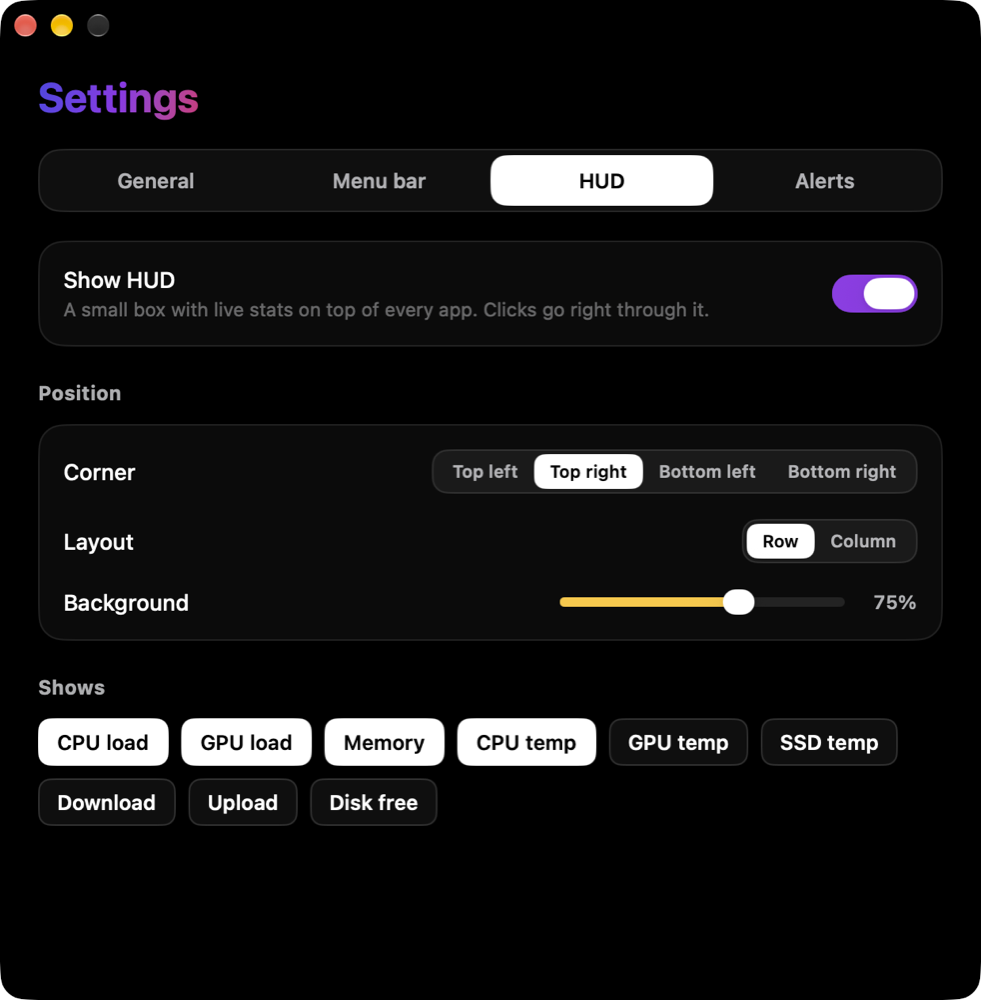 Settings
General Menu bar HUD Alerts
Show HUD
A small box with live stats on top of every app. Clicks go right through it.
Position
Corner Top left Top right Bottom left Bottom right
Layout Row Column
Background 75%
Shows
CPU load GPU load Memory CPU temp GPU temp SSD temp
Download Upload Disk free